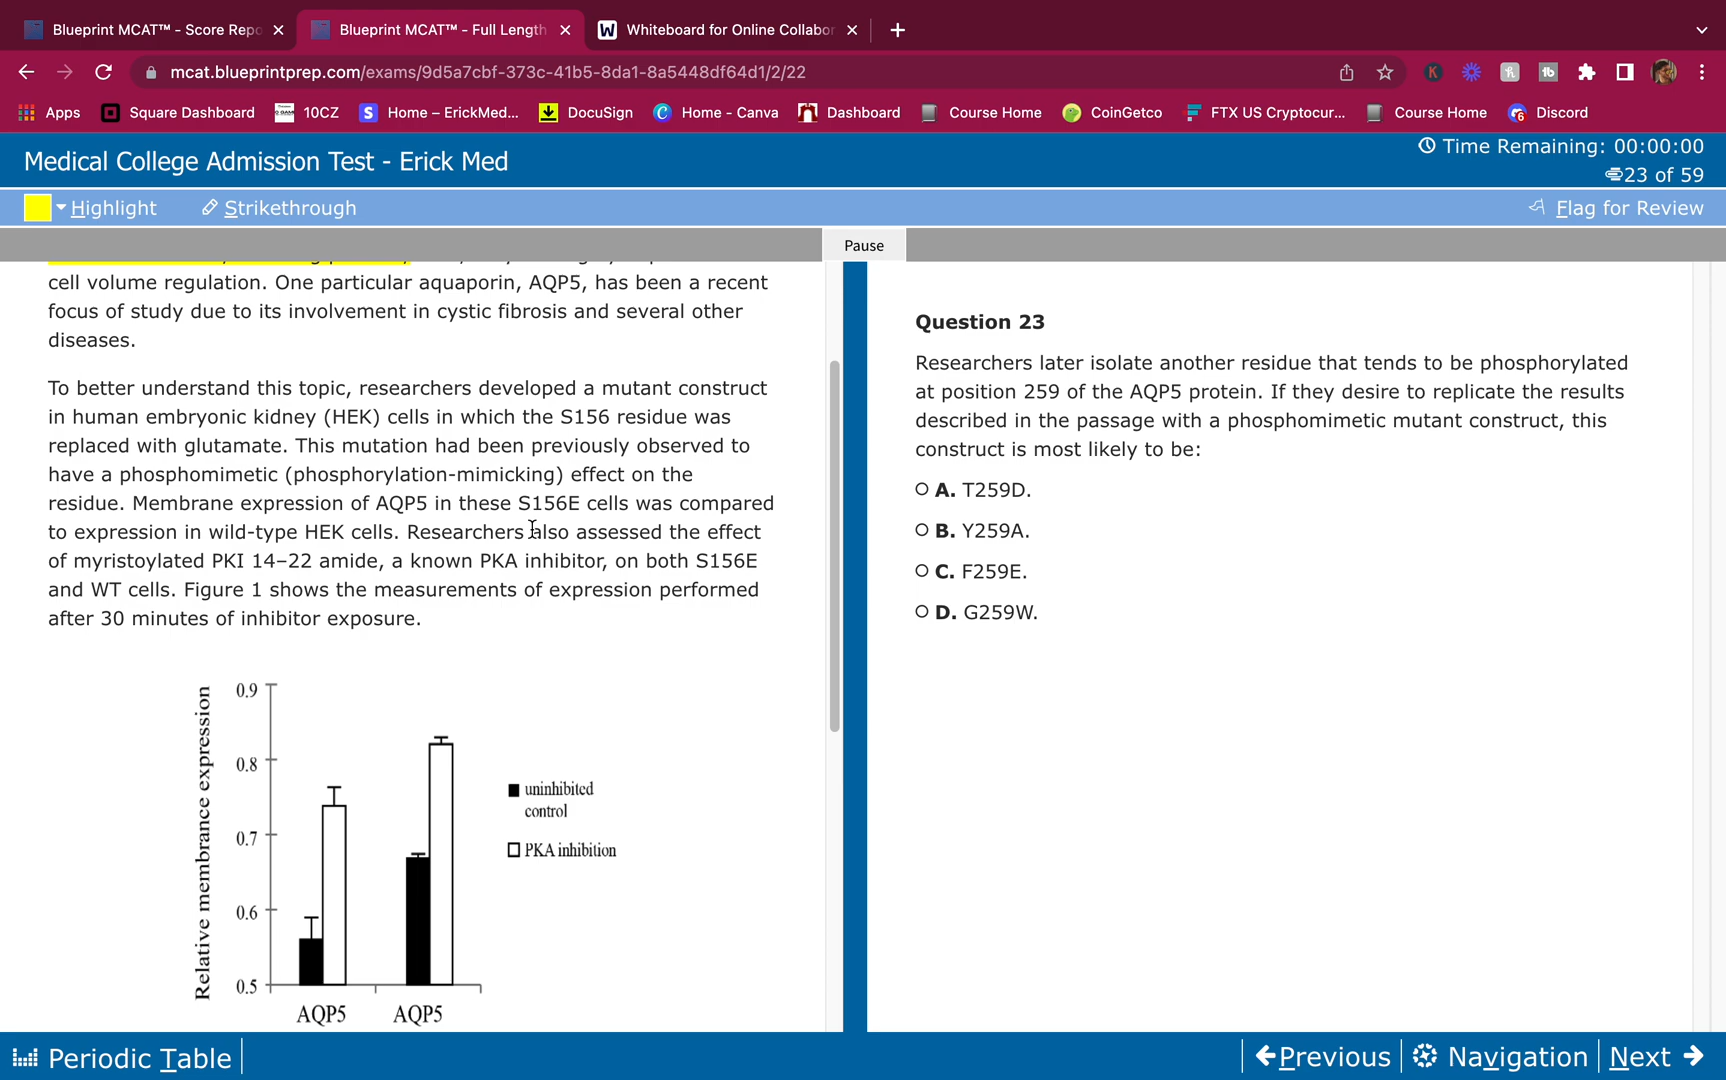 Blueprint MCAT™ - Score Repo
Blueprint MCAT™ - Full Length
Whiteboard for Online Collabor
mcat.blueprintprep.com/exams/9d5a7cbf-373c-41b5-8da1-8a5448df64d1/2/22
Apps Square Dashboard 10CZ Home – ErickMed... DocuSign Home - Canva Dashboard Course Home CoinGetco FTX US Cryptocur... Course Home Discord
Medical College Admission Test - Erick Med
Time Remaining: 00:00:00
23 of 59
Highlight Strikethrough Flag for Review
Pause
cell volume regulation. One particular aquaporin, AQP5, has been a recent
focus of study due to its involvement in cystic fibrosis and several other
diseases.
To better understand this topic, researchers developed a mutant construct
in human embryonic kidney (HEK) cells in which the S156 residue was
replaced with glutamate. This mutation had been previously observed to
have a phosphomimetic (phosphorylation-mimicking) effect on the
residue. Membrane expression of AQP5 in these S156E cells was compared
to expression in wild-type HEK cells. Researchers also assessed the effect
of myristoylated PKI 14–22 amide, a known PKA inhibitor, on both S156E
and WT cells. Figure 1 shows the measurements of expression performed
after 30 minutes of inhibitor exposure.
Relative membrance expression
0.9
0.8
0.7
0.6
0.5
AQP5 AQP5
uninhibited
control
PKA inhibition
Question 23
Researchers later isolate another residue that tends to be phosphorylated
at position 259 of the AQP5 protein. If they desire to replicate the results
described in the passage with a phosphomimetic mutant construct, this
construct is most likely to be:
A. T259D.
B. Y259A.
C. F259E.
D. G259W.
Periodic Table Previous Navigation Next